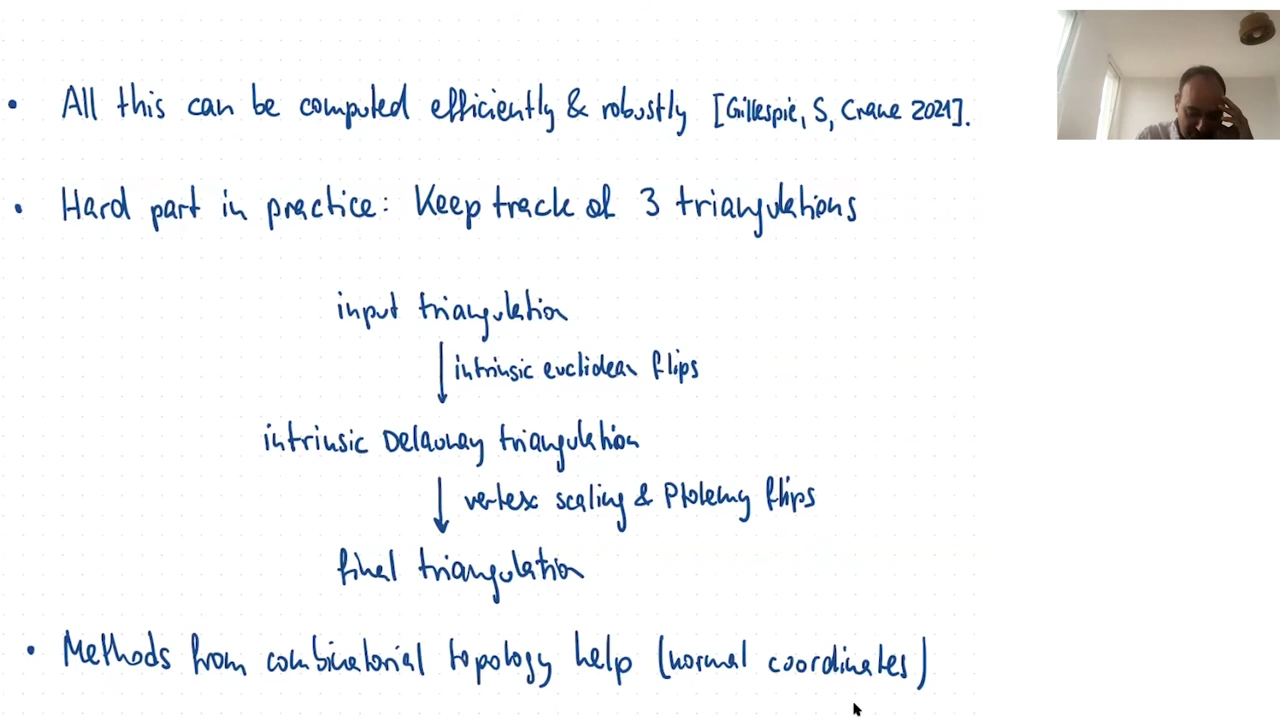 • All this can be computed efficiently & robustly [Gillespie, S, Crane 2021].
• Hard part in practice: Keep track of 3 triangulations
input triangulation
↓ intrinsic euclidean flips
intrinsic Delaunay triangulation
↓ vertex scaling & Ptolemy flips
final triangulation
• Methods from combinatorial topology help (normal coordinates)